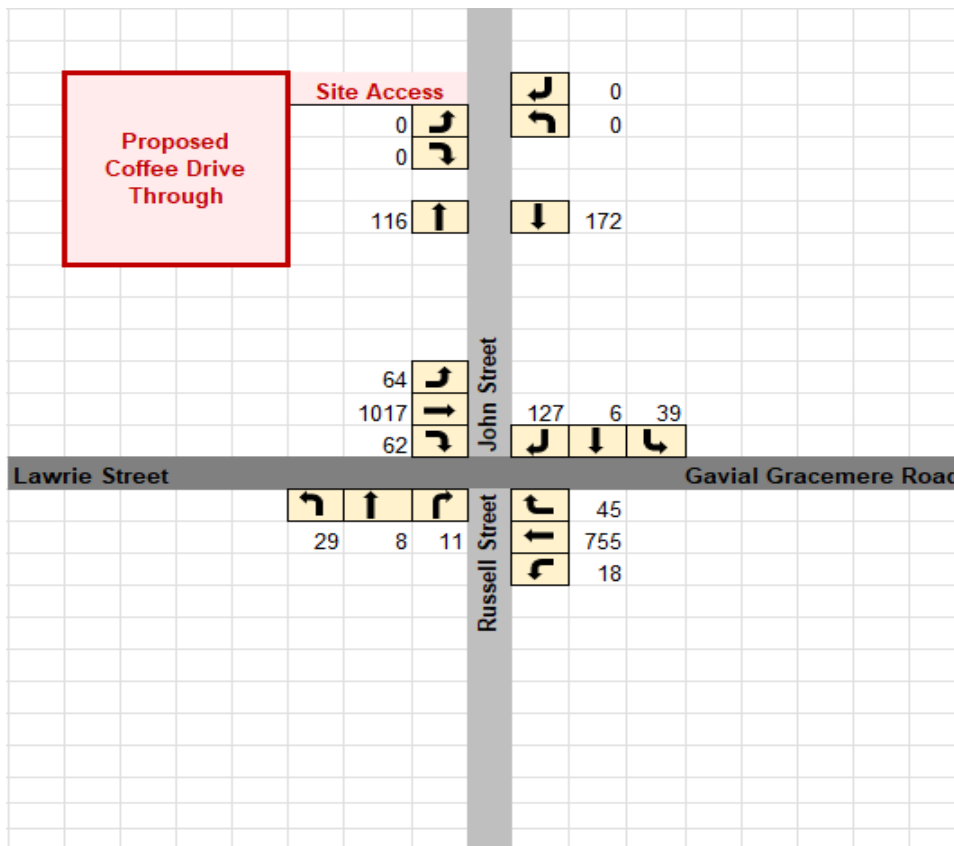 Site Access
0
0
0
0
Proposed
Coffee Drive
Through
116
172
John Street
64
1017
62
127 6 39
Lawrie Street
Gavial Gracemere Road
Russell Street
29 8 11
45
755
18